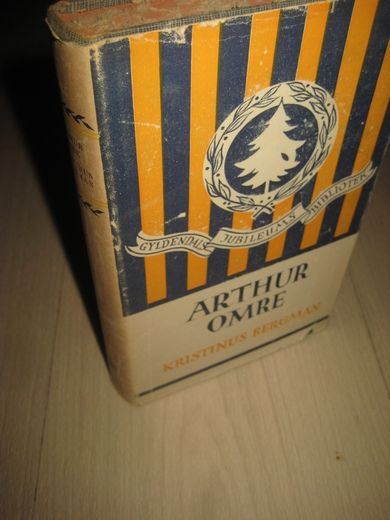 GYLDENDALS JUBILEUMS BIBLIOTEK
ARTHUR
OMRE
KRISTINUS BERGMAN